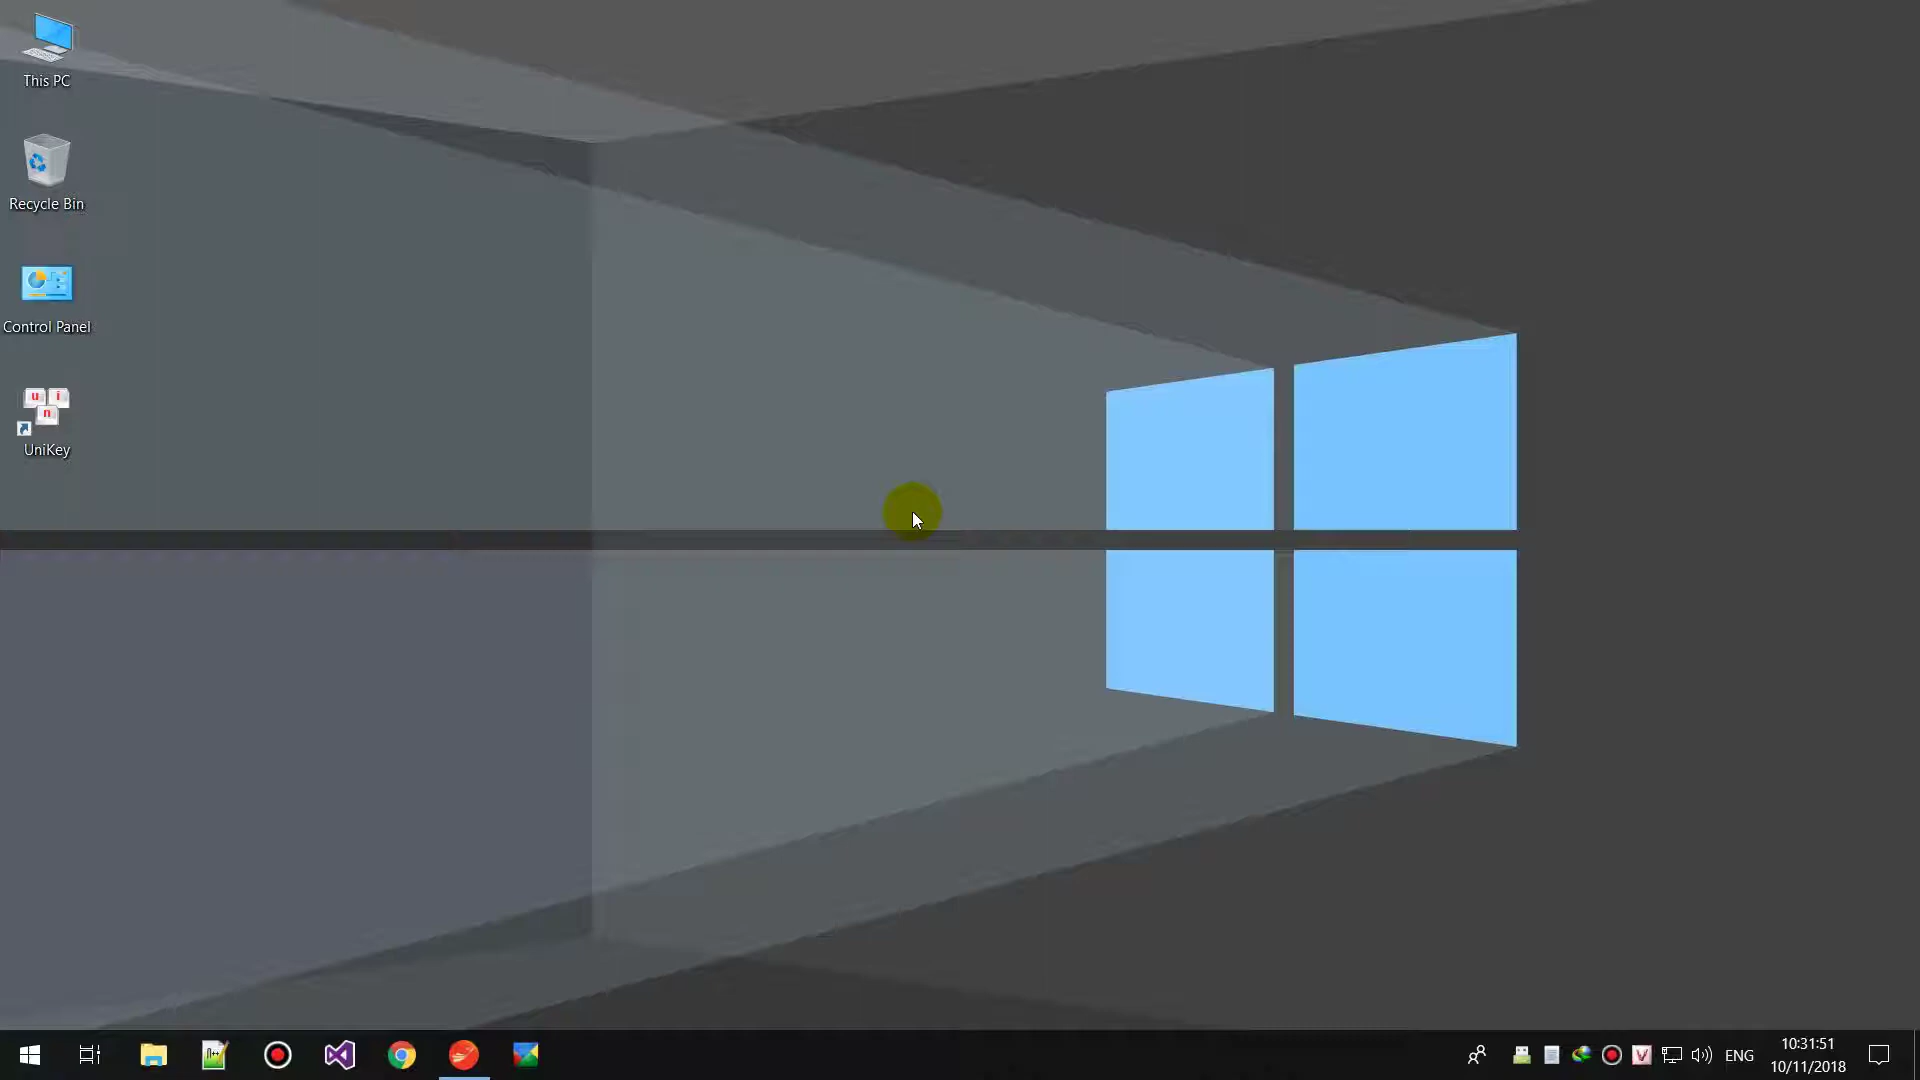 This PC
Recycle Bin
Control Panel
u i
n
UniKey
n++
V
ENG
10:31:51
10/11/2018